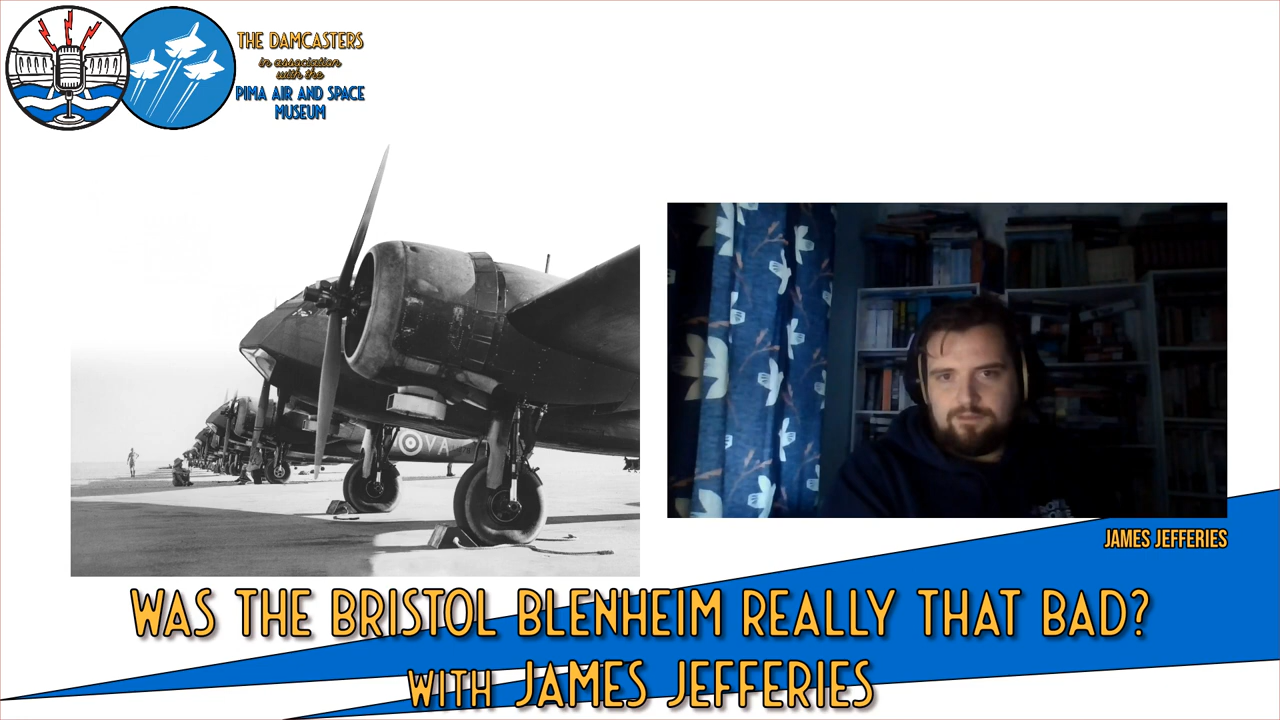 THE DAMCASTERS
in association
with the
PIMA AIR AND SPACE
MUSEUM
VA
JAMES JEFFERIES
WAS THE BRISTOL BLENHEIM REALLY THAT BAD?
WITH JAMES JEFFERIES